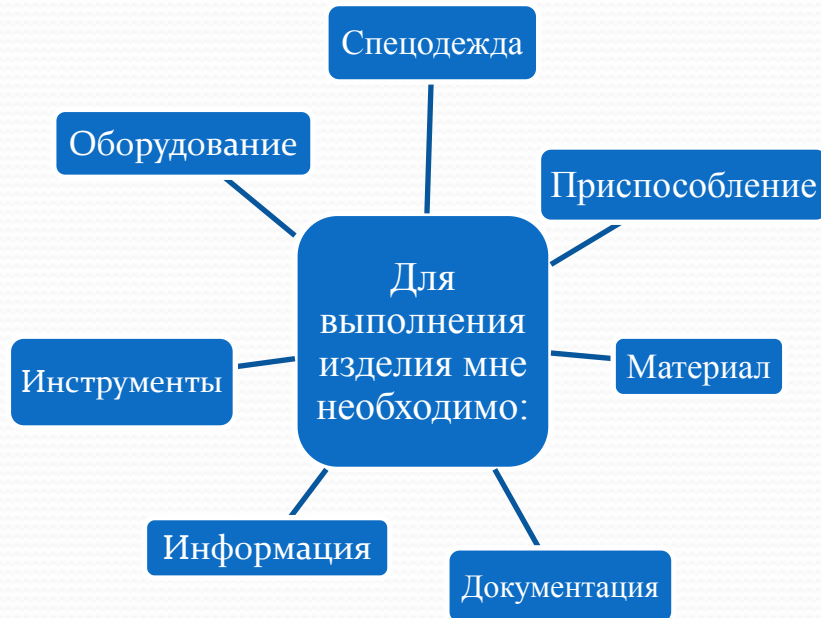 Спецодежда
Оборудование
Приспособление
Для
выполнения
изделия мне
необходимо:
Инструменты
Материал
Информация
Документация